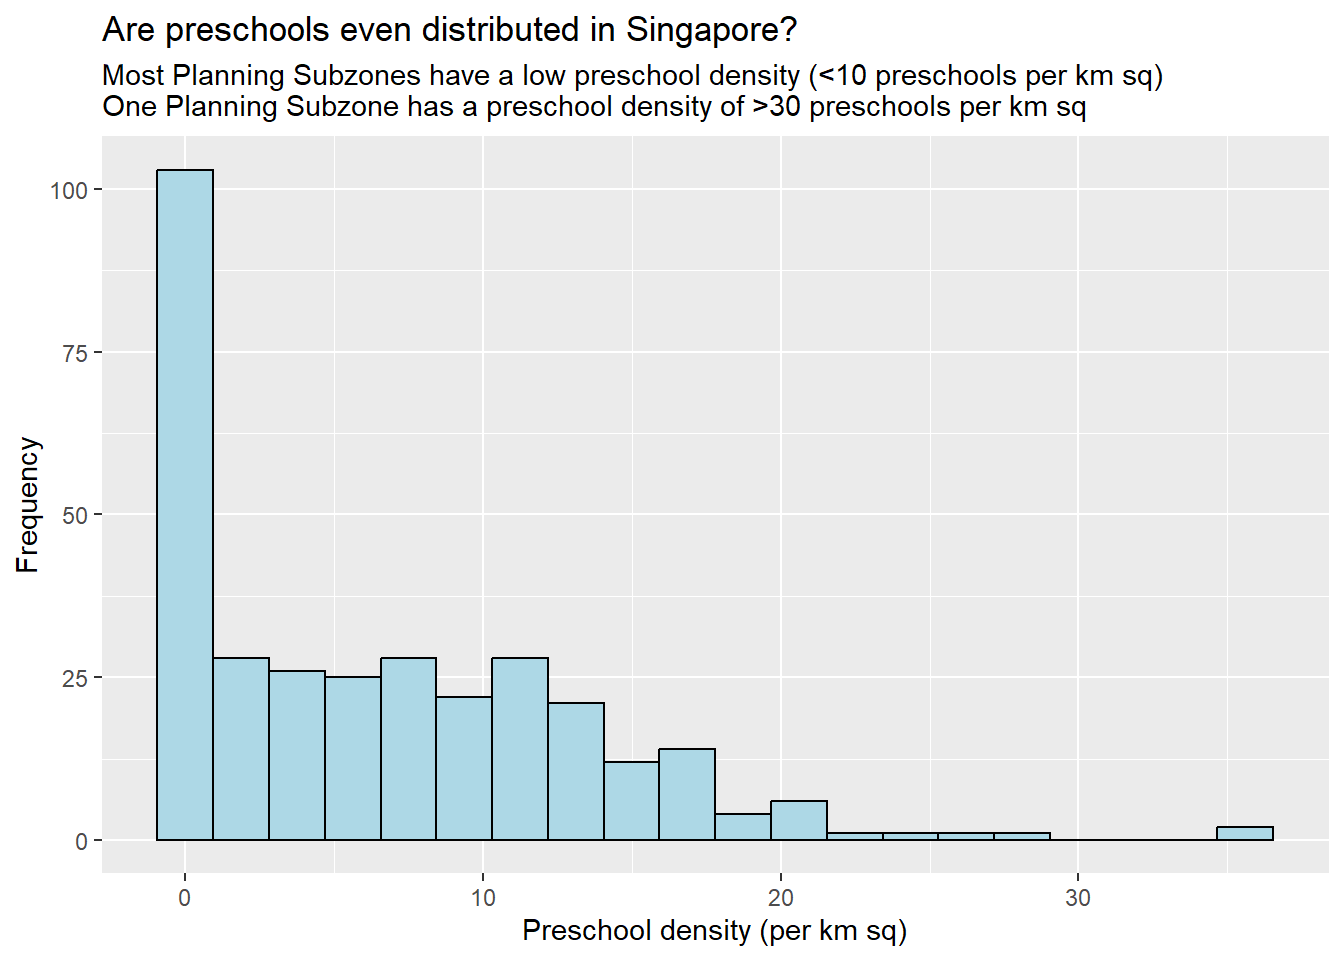 Are preschools even distributed in Singapore?
Most Planning Subzones have a low preschool density (<10 preschools per km sq)
One Planning Subzone has a preschool density of >30 preschools per km sq
100
75
50
25
0
Frequency
0 10 20 30
Preschool density (per km sq)